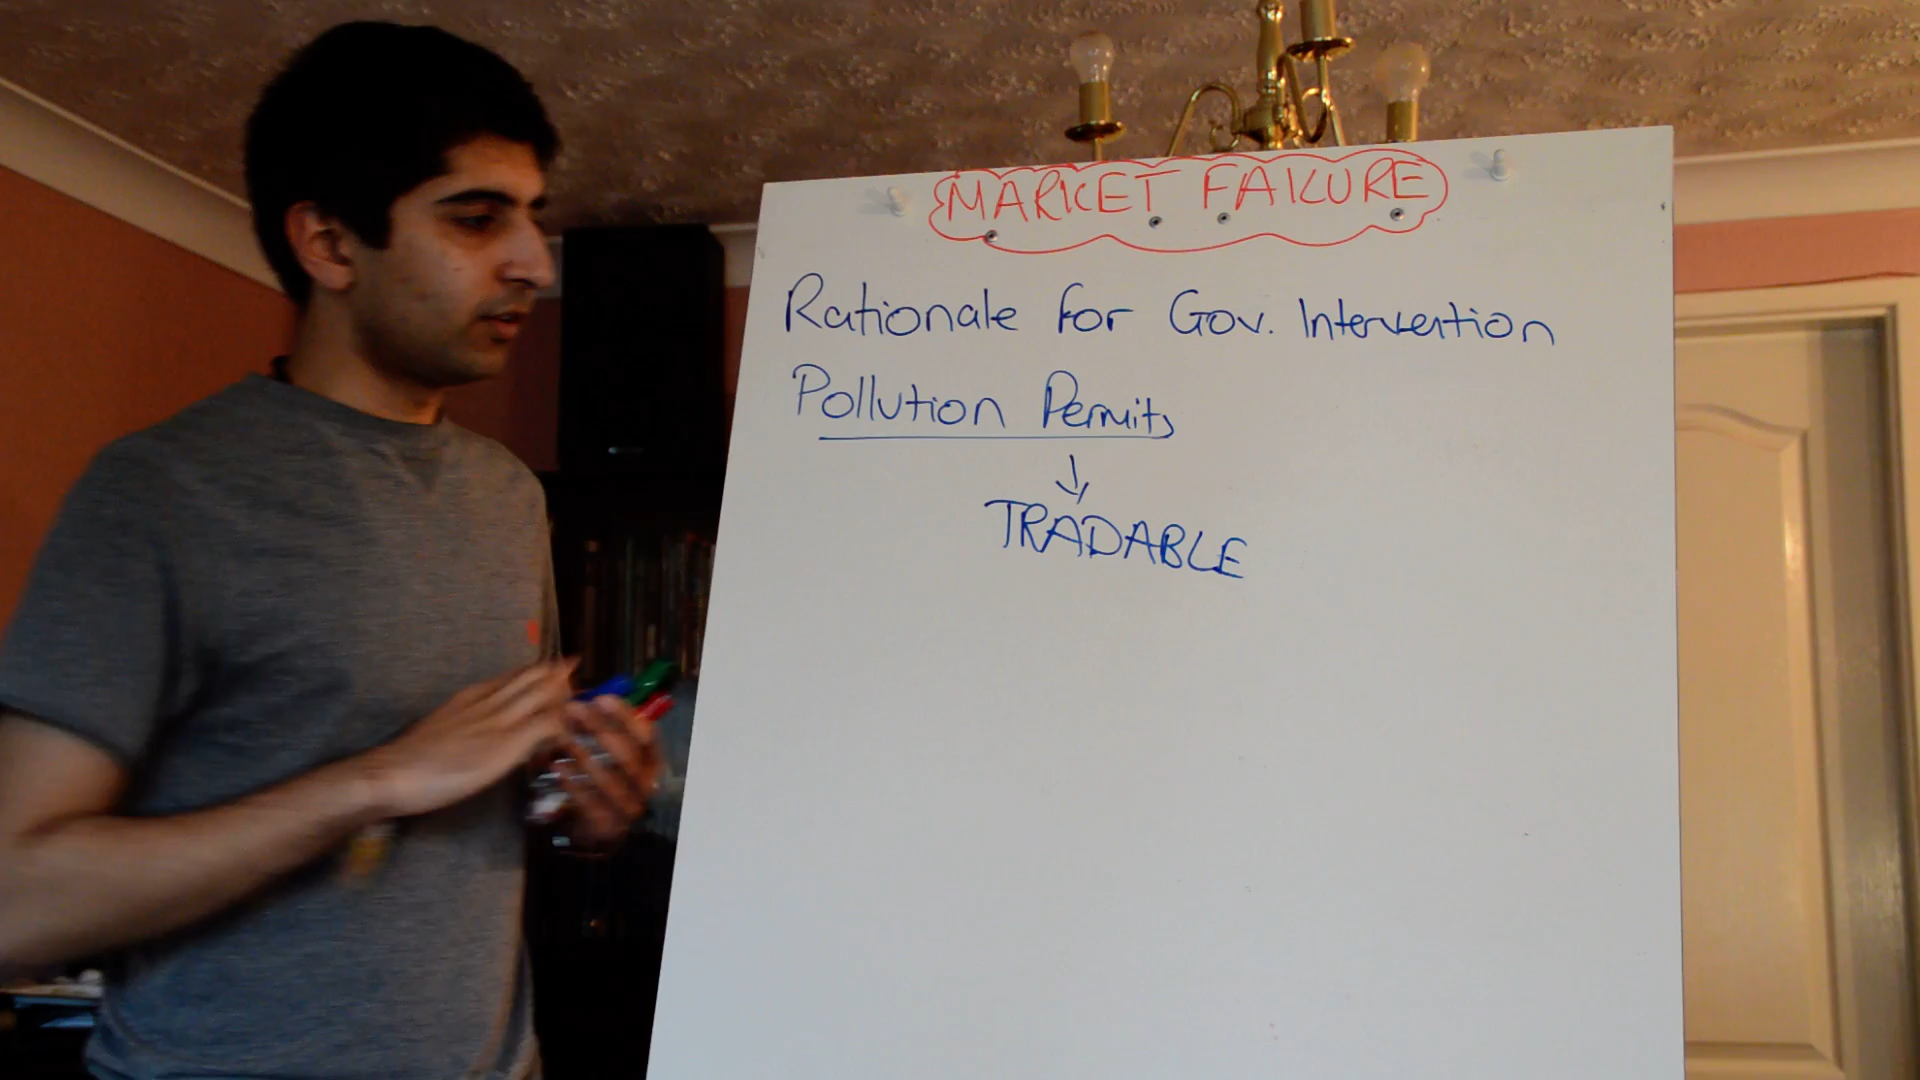 MARKET FAILURE
Rationale for Gov. Intervention
Pollution Permits
TRADABLE